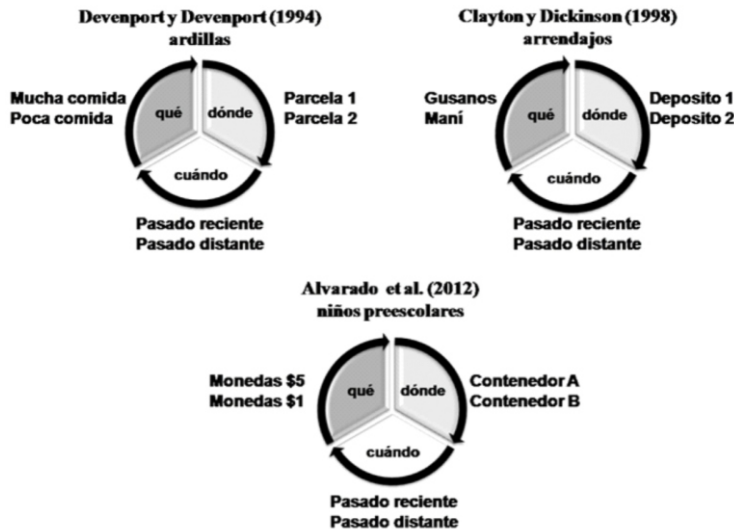 Devenport y Devenport (1994)
ardillas
Mucha comida
Poca comida
qué
dónde
Parcela 1
Parcela 2
cuándo
Pasado reciente
Pasado distante
Clayton y Dickinson (1998)
arrendajos
Gusanos
Maní
qué
dónde
Deposito 1
Deposito 2
cuándo
Pasado reciente
Pasado distante
Alvarado et al. (2012)
niños preescolares
Monedas $5
Monedas $1
qué
dónde
Contenedor A
Contenedor B
cuándo
Pasado reciente
Pasado distante